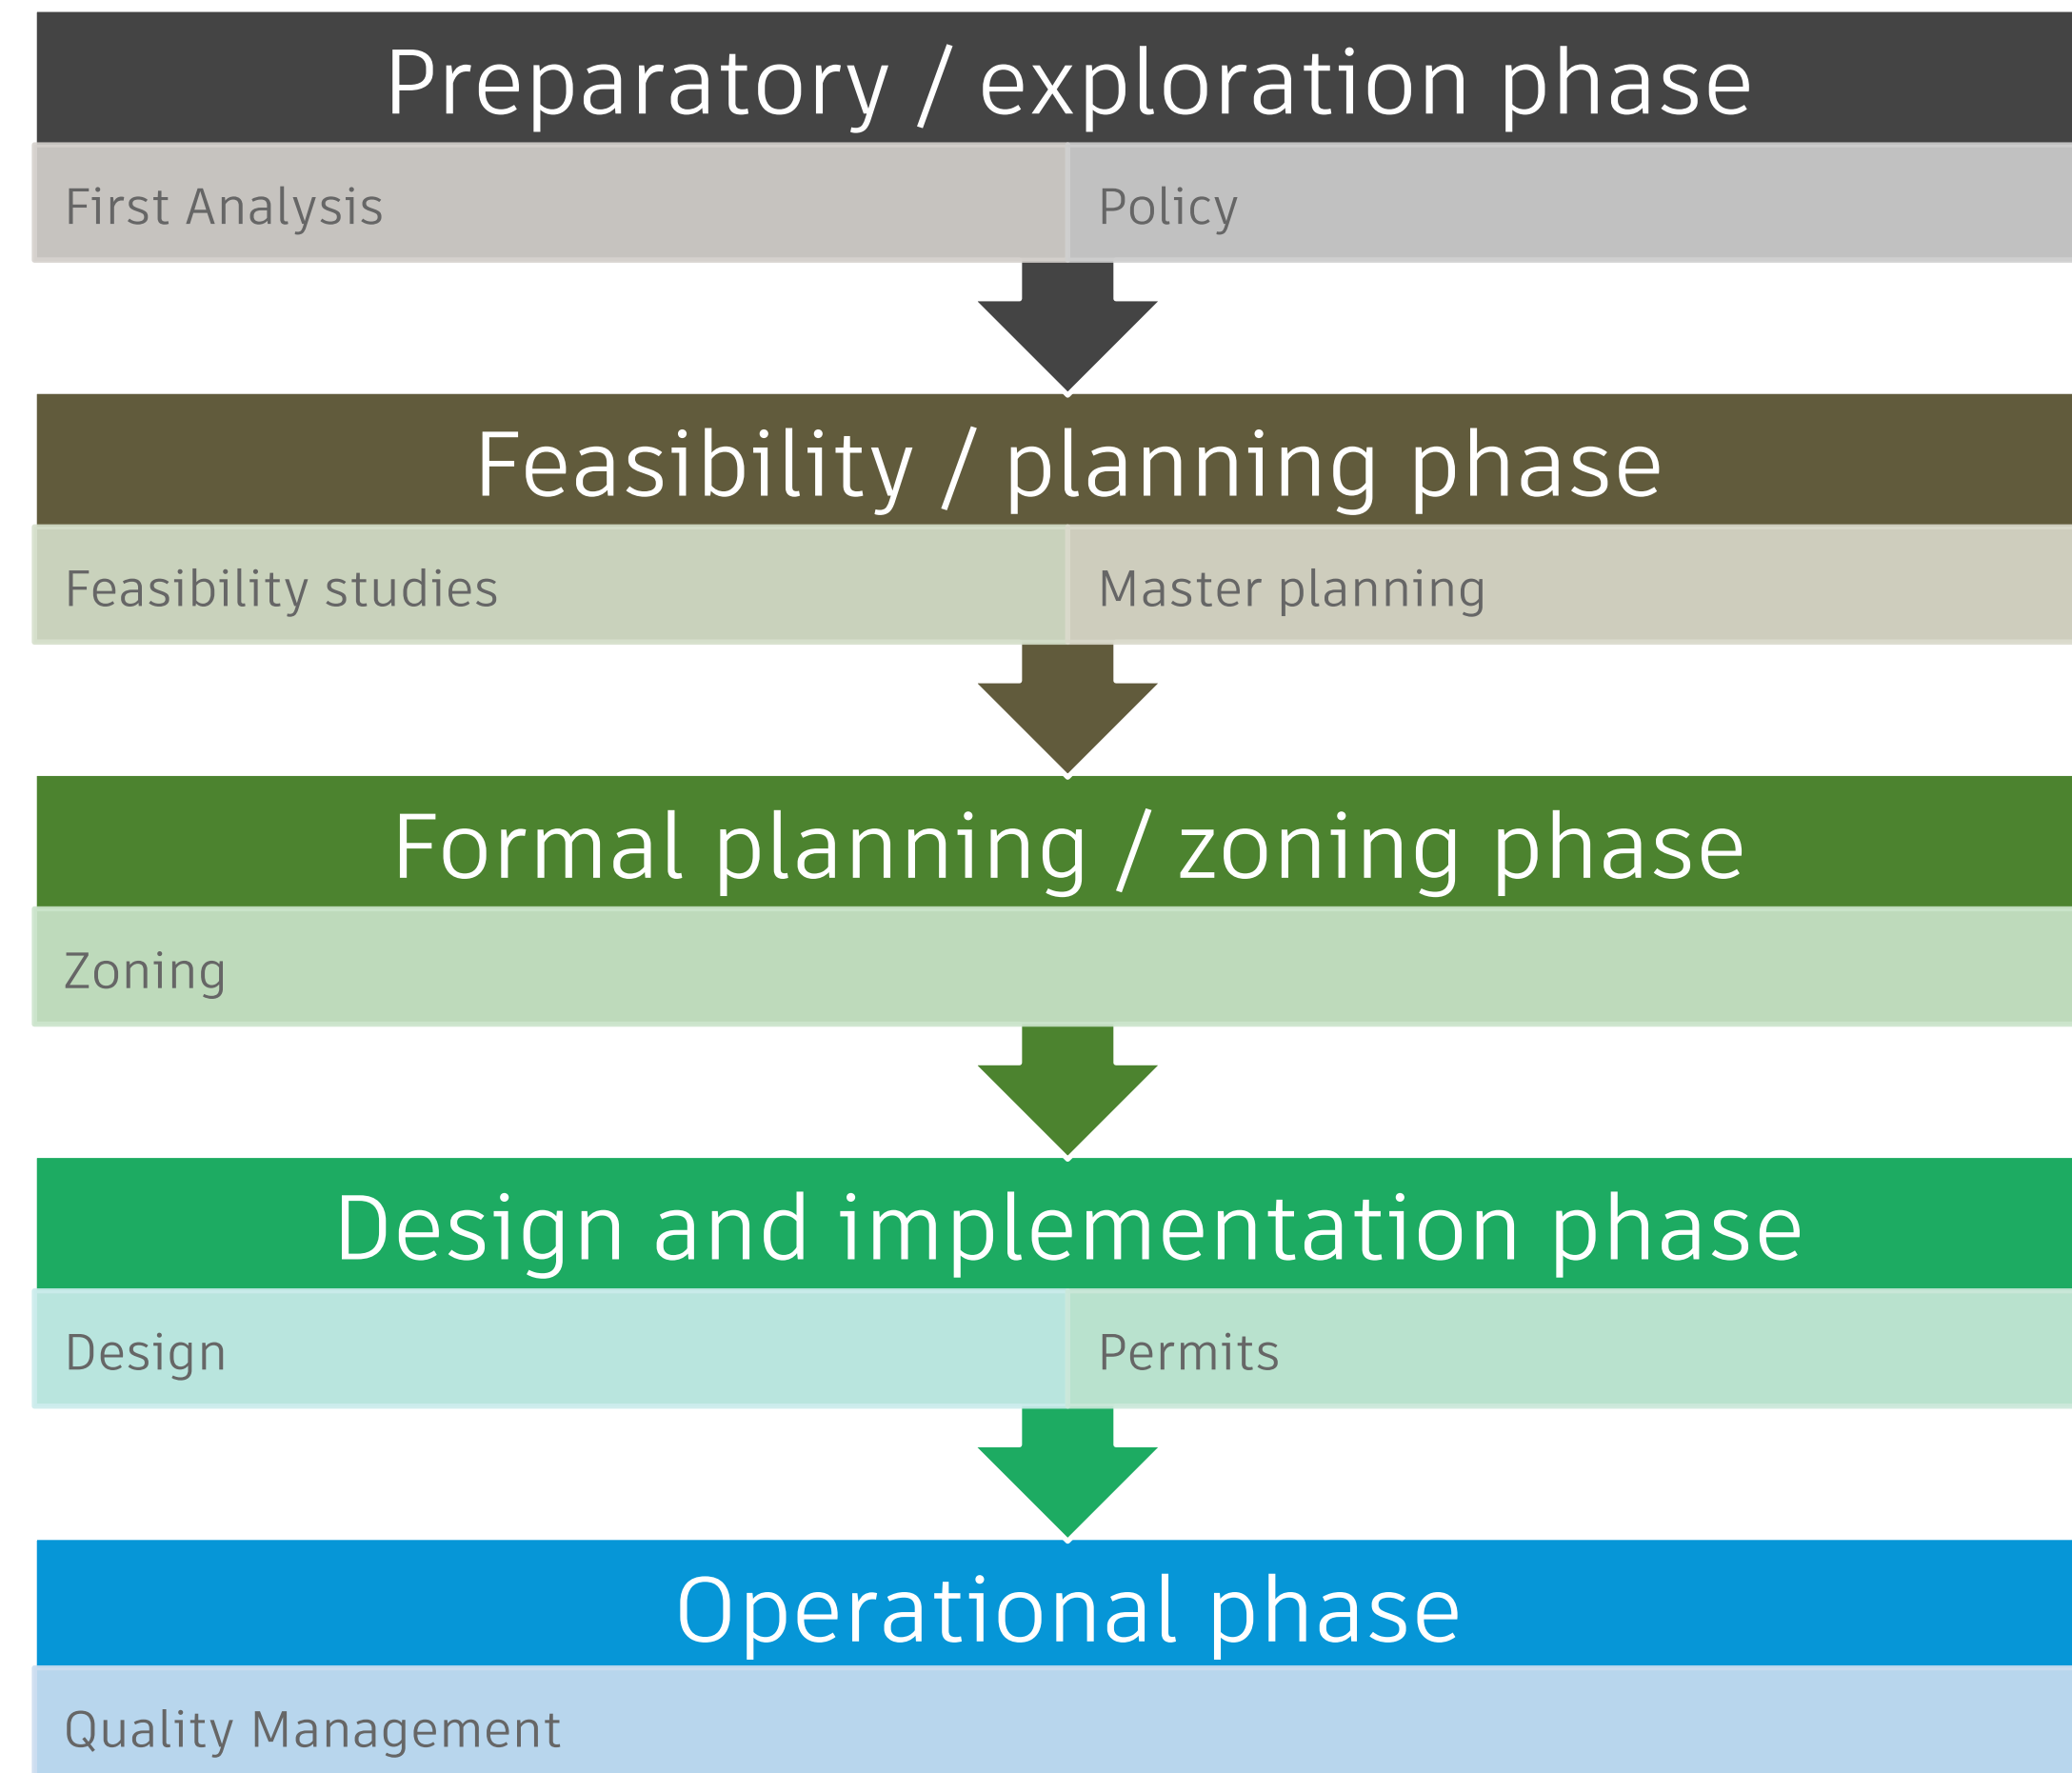 Preparatory / exploration phase
First Analysis
Policy
Feasibility / planning phase
Feasibility studies
Master planning
Formal planning / zoning phase
Zoning
Design and implementation phase
Design
Permits
Operational phase
Quality Management